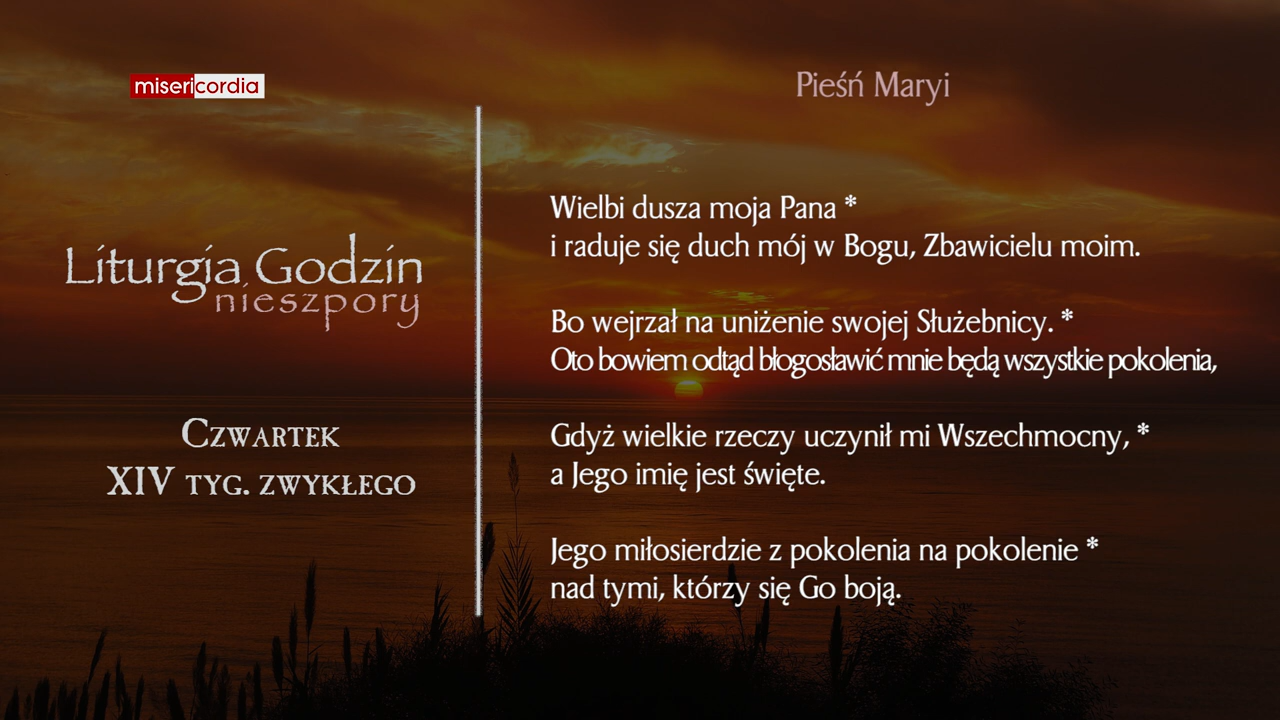 misericordia
Liturgia Godzin
nieszpory
Czwartek
XIV tyg. zwykłego
Pieśń Maryi
Wielbi dusza moja Pana *
i raduje się duch mój w Bogu, Zbawicielu moim.
Bo wejrzał na uniżenie swojej Służebnicy. *
Oto bowiem odtąd błogosławić mnie będą wszystkie pokolenia,
Gdyż wielkie rzeczy uczynił mi Wszechmocny, *
a Jego imię jest święte.
Jego miłosierdzie z pokolenia na pokolenie *
nad tymi, którzy się Go boją.